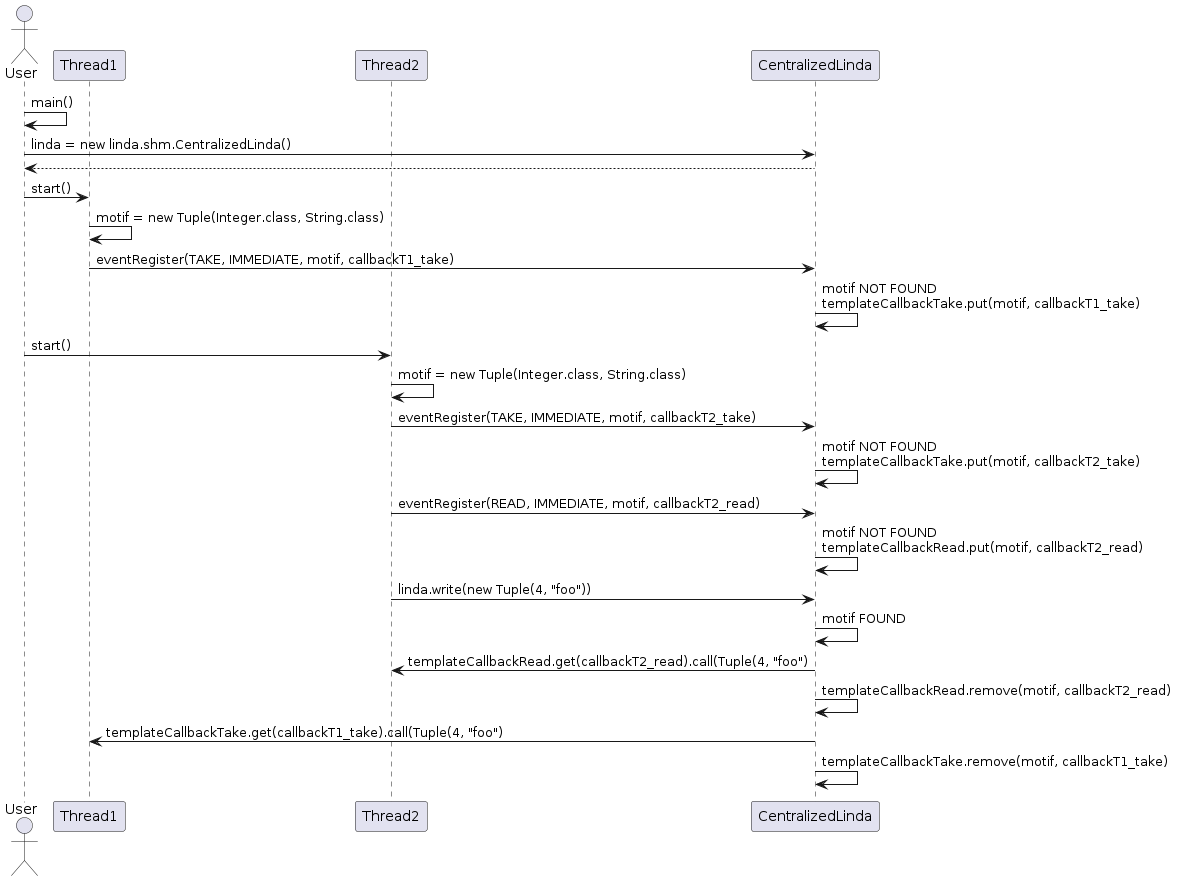 User
Thread1
Thread2
CentralizedLinda
main()
linda = new linda.shm.CentralizedLinda()
start()
motif = new Tuple(Integer.class, String.class)
eventRegister(TAKE, IMMEDIATE, motif, callbackT1_take)
motif NOT FOUND
templateCallbackTake.put(motif, callbackT1_take)
start()
motif = new Tuple(Integer.class, String.class)
eventRegister(TAKE, IMMEDIATE, motif, callbackT2_take)
motif NOT FOUND
templateCallbackTake.put(motif, callbackT2_take)
eventRegister(READ, IMMEDIATE, motif, callbackT2_read)
motif NOT FOUND
templateCallbackRead.put(motif, callbackT2_read)
linda.write(new Tuple(4, "foo"))
motif FOUND
templateCallbackRead.get(callbackT2_read).call(Tuple(4, "foo")
templateCallbackRead.remove(motif, callbackT2_read)
templateCallbackTake.get(callbackT1_take).call(Tuple(4, "foo")
templateCallbackTake.remove(motif, callbackT1_take)
User
Thread1
Thread2
CentralizedLinda